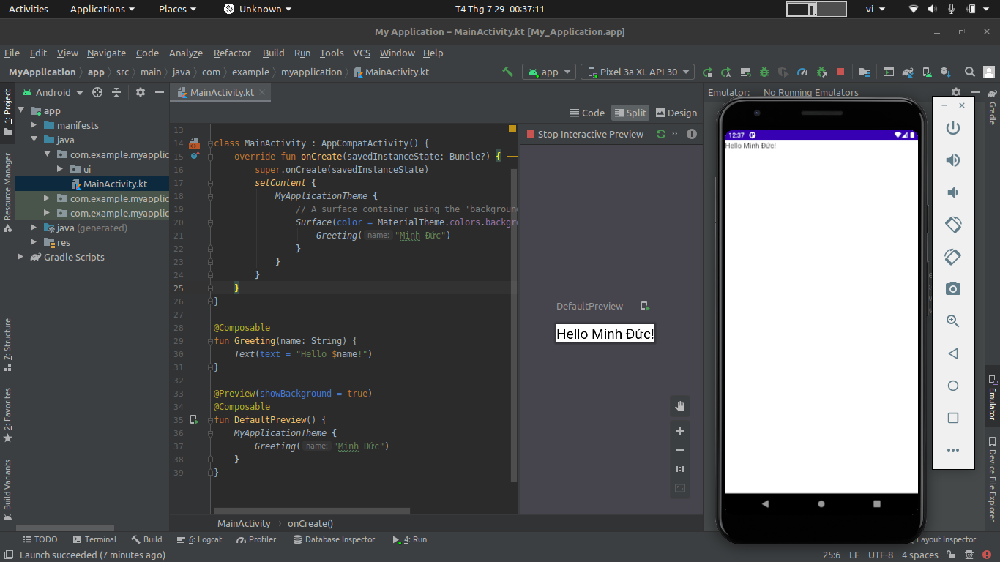 Activities Applications Places Unknown T4 Thg 7 29 00:37:11 vi
My Application – MainActivity.kt [My_Application.app]
File Edit View Navigate Code Analyze Refactor Build Run Tools VCS Window Help
MyApplication app src main java com example myapplication MainActivity.kt app Pixel 3a XL API 30
1: Project
Resource Manager
7: Structure
2: Favorites
Build Variants
Android
app
manifests
java
com.example.myapplic
ui
MainActivity.kt
com.example.myapplic
com.example.myapplic
java (generated)
res
Gradle Scripts
MainActivity.kt
Code Split Design
13
14 class MainActivity : AppCompatActivity() {
15 override fun onCreate(savedInstanceState: Bundle?) {
16 super.onCreate(savedInstanceState)
17 setContent {
18 MyApplicationTheme {
19 // A surface container using the 'backgroun
20 Surface(color = MaterialTheme.colors.backgr
21 Greeting( name: "Minh Đức")
22 }
23 }
24 }
25 }
26 }
27
28 @Composable
29 fun Greeting(name: String) {
30 Text(text = "Hello $name!")
31 }
32
33 @Preview(showBackground = true)
34 @Composable
35 fun DefaultPreview() {
36 MyApplicationTheme {
37 Greeting( name: "Minh Đức")
38 }
39 }
MainActivity onCreate()
Stop Interactive Preview
DefaultPreview
Hello Minh Đức!
1:1
Emulator: No Running Emulators
12:37
Hello Minh Đức!
Gradle
Emulator
Device File Explorer
TODO Terminal Build 6: Logcat Profiler Database Inspector 4: Run Layout Inspector
Launch succeeded (7 minutes ago) 25:6 LF UTF-8 4 spaces